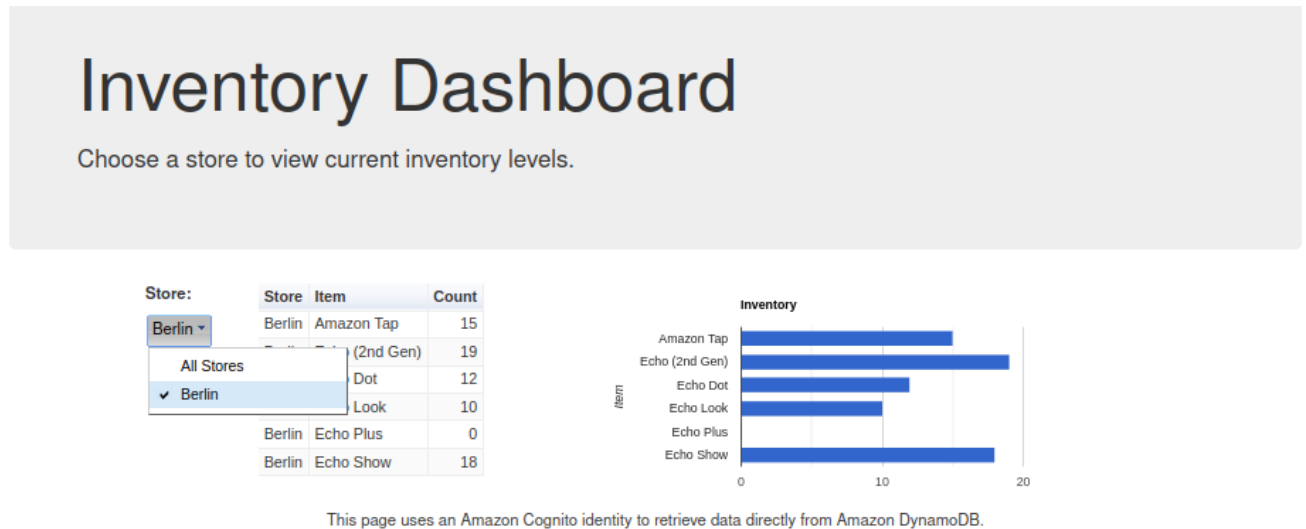 Inventory Dashboard
Choose a store to view current inventory levels.
Store:
Berlin
All Stores
Berlin
Store Item Count
Berlin Amazon Tap 15
(2nd Gen) 19
Dot 12
Look 10
Berlin Echo Plus 0
Berlin Echo Show 18
Inventory
Item
Amazon Tap
Echo (2nd Gen)
Echo Dot
Echo Look
Echo Plus
Echo Show
0 10 20
This page uses an Amazon Cognito identity to retrieve data directly from Amazon DynamoDB.